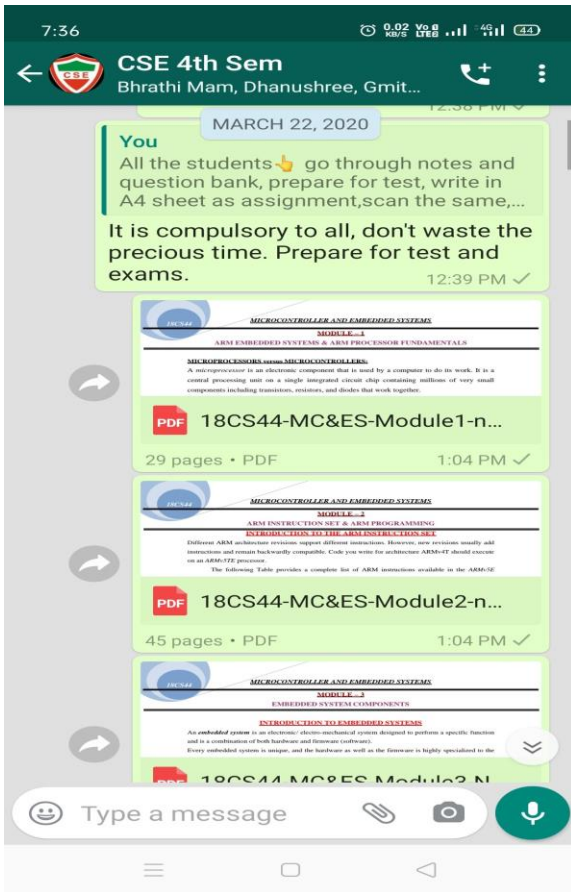 7:36
0.02 KB/S Vo LTE 4G 44
CSE
CSE 4th Sem
Bhrathi Mam, Dhanushree, Gmit...
12:38 PM
MARCH 22, 2020
You
All the students👆 go through notes and
question bank, prepare for test, write in
A4 sheet as assignment,scan the same,...
It is compulsory to all, don't waste the
precious time. Prepare for test and
exams.
12:39 PM
18CS44
MICROCONTROLLER AND EMBEDDED SYSTEMS
MODULE – 1
ARM EMBEDDED SYSTEMS & ARM PROCESSOR FUNDAMENTALS
MICROPROCESSORS versus MICROCONTROLLERS:
A microprocessor is an electronic component that is used by a computer to do its work. It is a
central processing unit on a single integrated circuit chip containing millions of very small
components including transistors, resistors, and diodes that work together.
PDF 18CS44-MC&ES-Module1-n...
29 pages • PDF 1:04 PM
18CS44
MICROCONTROLLER AND EMBEDDED SYSTEMS
MODULE – 2
ARM INSTRUCTION SET & ARM PROGRAMMING
INTRODUCTION TO THE ARM INSTRUCTION SET
Different ARM architecture revisions support different instructions. However, new revisions usually add
instructions and remain backwardly compatible. Code you write for architecture ARMv4T should execute
on an ARMv5TE processor.
The following Table provides a complete list of ARM instructions available in the ARMv5E
PDF 18CS44-MC&ES-Module2-n...
45 pages • PDF 1:04 PM
18CS44
MICROCONTROLLER AND EMBEDDED SYSTEMS
MODULE – 3
EMBEDDED SYSTEM COMPONENTS
INTRODUCTION TO EMBEDDED SYSTEMS
An embedded system is an electronic/ electro-mechanical system designed to perform a specific function
and is a combination of both hardware and firmware (software).
Every embedded system is unique, and the hardware as well as the firmware is highly specialized to the
PDF 18CS44-MC&ES-Module3-N
Type a message